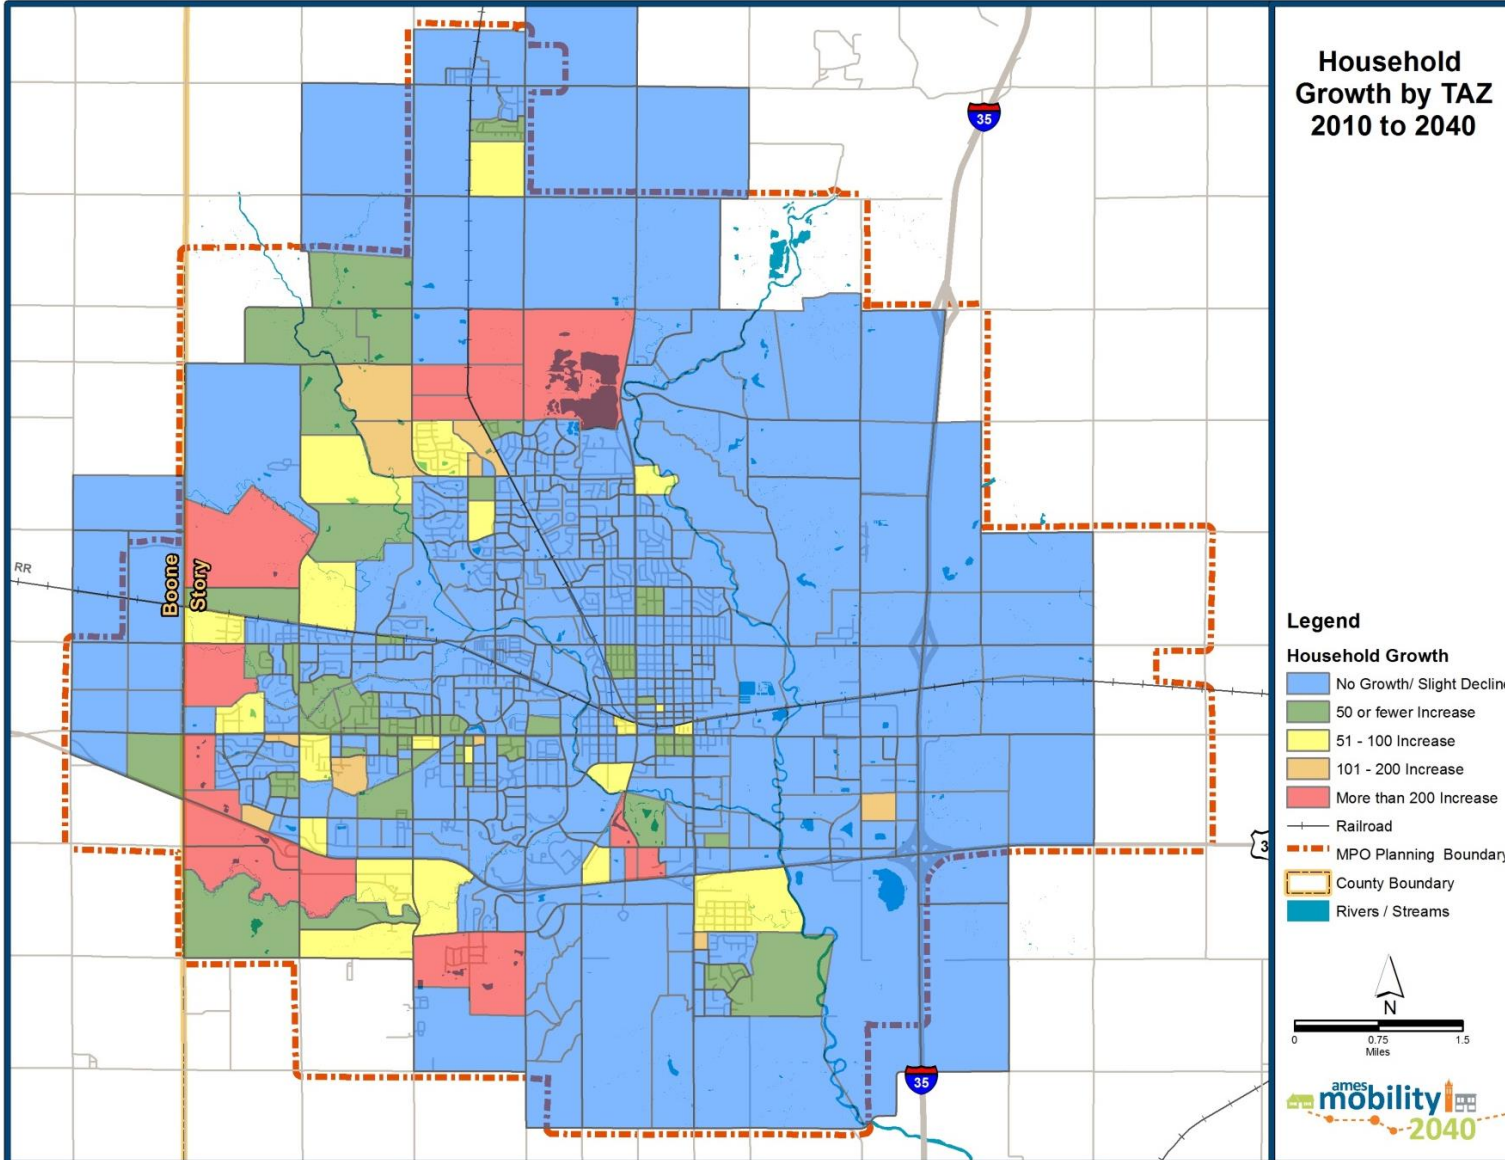 Household
Growth by TAZ
2010 to 2040
35
RR
Boone
Story
Legend
Household Growth
No Growth/ Slight Decline
50 or fewer Increase
51 - 100 Increase
101 - 200 Increase
More than 200 Increase
Railroad
MPO Planning Boundary
County Boundary
Rivers / Streams
3
N
0 0.75 1.5
Miles
35
ames
mobility
2040